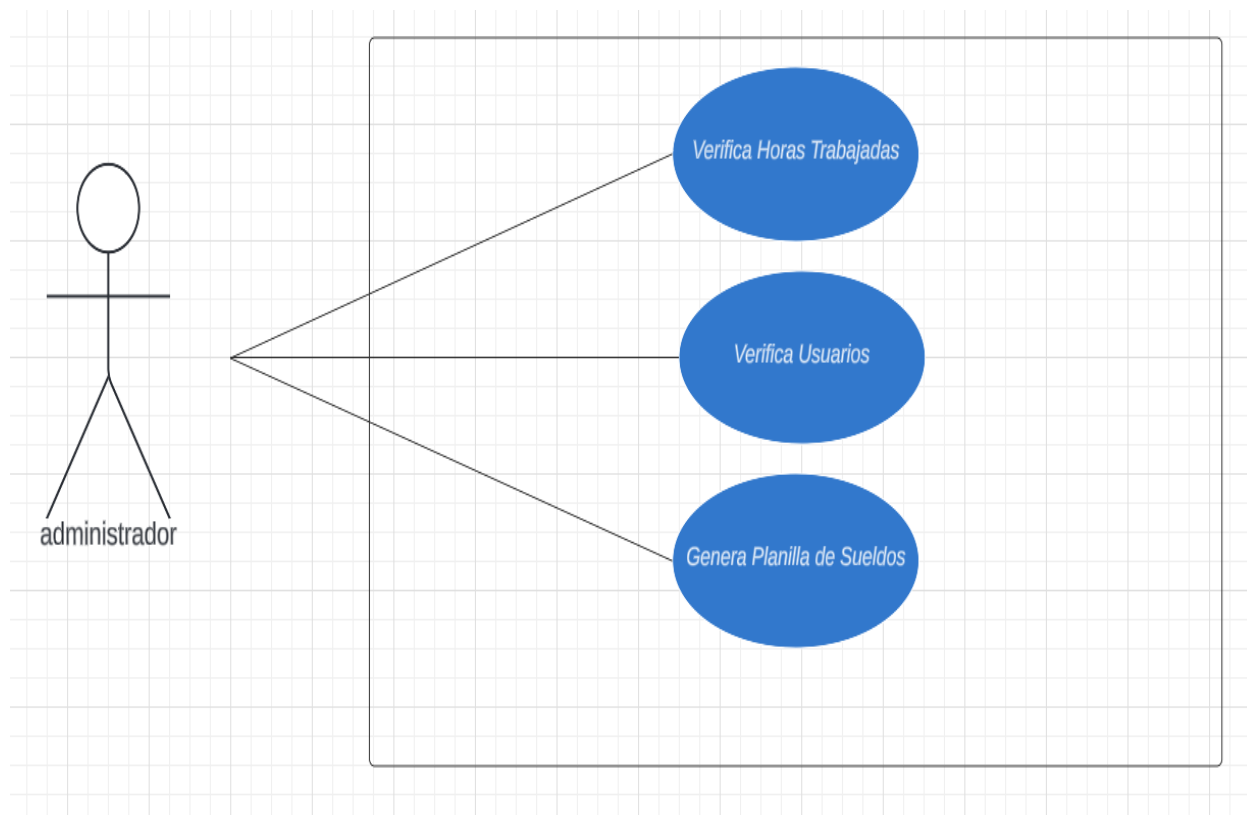 Verifica Horas Trabajadas
Verifica Usuarios
Genera Planilla de Sueldos
administrador